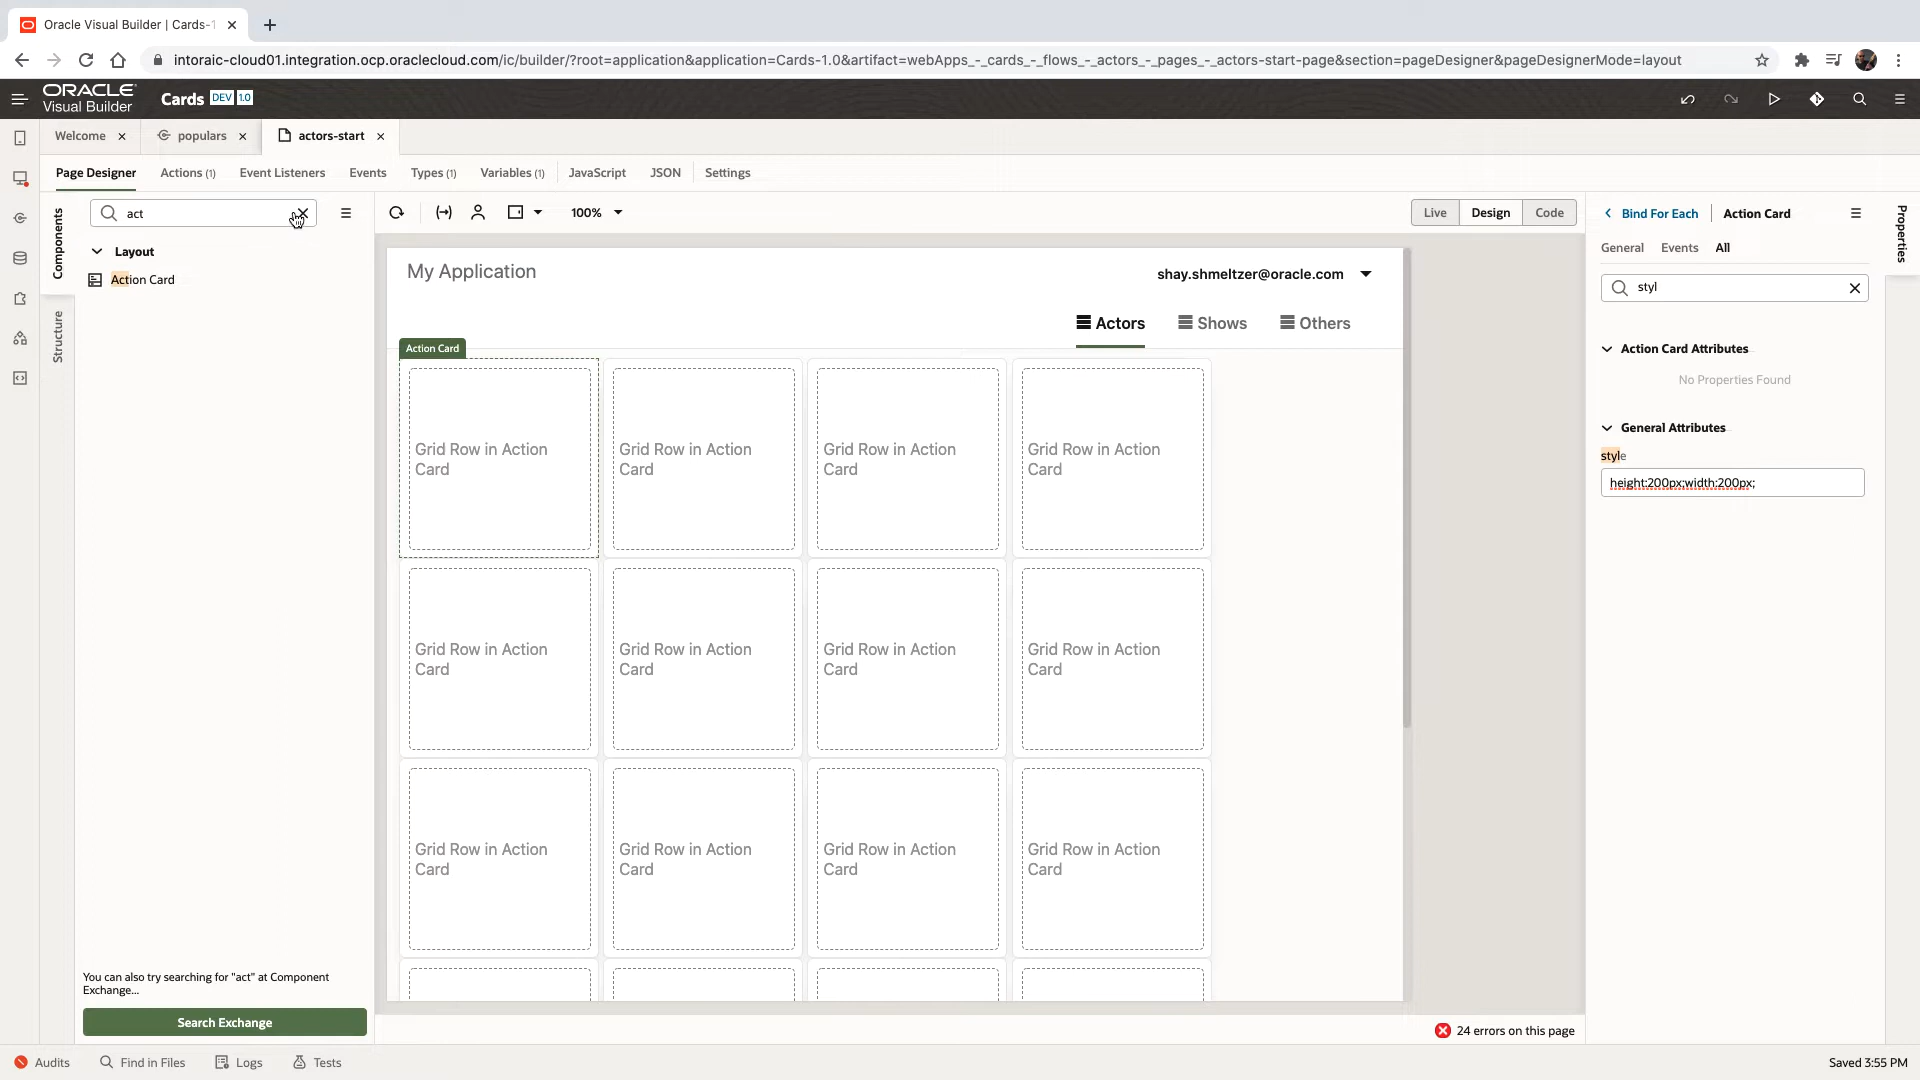 Oracle Visual Builder | Cards-1
intoraic-cloud01.integration.ocp.oraclecloud.com/ic/builder/?root=application&application=Cards-1.0&artifact=webApps_-_cards_-_flows_-_actors_-_pages_-_actors-start-page&section=pageDesigner&pageDesignerMode=layout
ORACLE
Visual Builder
Cards DEV 1.0
Welcome populars actors-start
Page Designer Actions (1) Event Listeners Events Types (1) Variables (1) JavaScript JSON Settings
Components
Structure
act
Layout
Action Card
You can also try searching for "act" at Component
Exchange...
Search Exchange
100%
Live Design Code
My Application
shay.shmeltzer@oracle.com
Actors Shows Others
Action Card
Grid Row in Action
Card
Grid Row in Action
Card
Grid Row in Action
Card
Grid Row in Action
Card
Grid Row in Action
Card
Grid Row in Action
Card
Grid Row in Action
Card
Grid Row in Action
Card
Grid Row in Action
Card
Grid Row in Action
Card
Grid Row in Action
Card
Grid Row in Action
Card
24 errors on this page
Bind For Each Action Card
General Events All
styl
Action Card Attributes
No Properties Found
General Attributes
style
height:200px;width:200px;
Properties
Audits Find in Files Logs Tests
Saved 3:55 PM